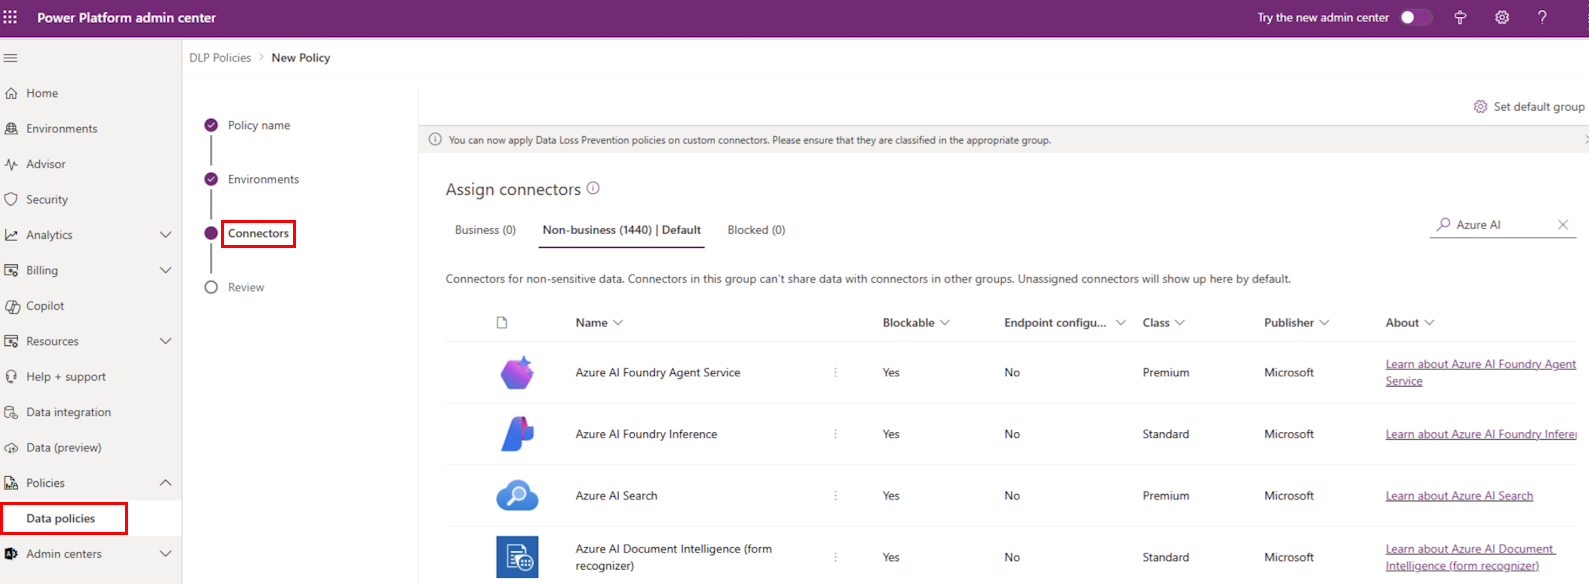 Power Platform admin center
Try the new admin center
Home
Environments
Advisor
Security
Analytics
Billing
Copilot
Resources
Help + support
Data integration
Data (preview)
Policies
Data policies
Admin centers
DLP Policies > New Policy
Policy name
Environments
Connectors
Review
Set default group
You can now apply Data Loss Prevention policies on custom connectors. Please ensure that they are classified in the appropriate group.
Assign connectors
Business (0) Non-business (1440) | Default Blocked (0)
Azure AI
Connectors for non-sensitive data. Connectors in this group can't share data with connectors in other groups. Unassigned connectors will show up here by default.
Name Blockable Endpoint configu... Class Publisher About
Azure AI Foundry Agent Service Yes No Premium Microsoft Learn about Azure AI Foundry Agent
Service
Azure AI Foundry Inference Yes No Standard Microsoft Learn about Azure AI Foundry Inferen
Azure AI Search Yes No Premium Microsoft Learn about Azure AI Search
Azure AI Document Intelligence (form
recognizer) Yes No Standard Microsoft Learn about Azure AI Document
Intelligence (form recognizer)